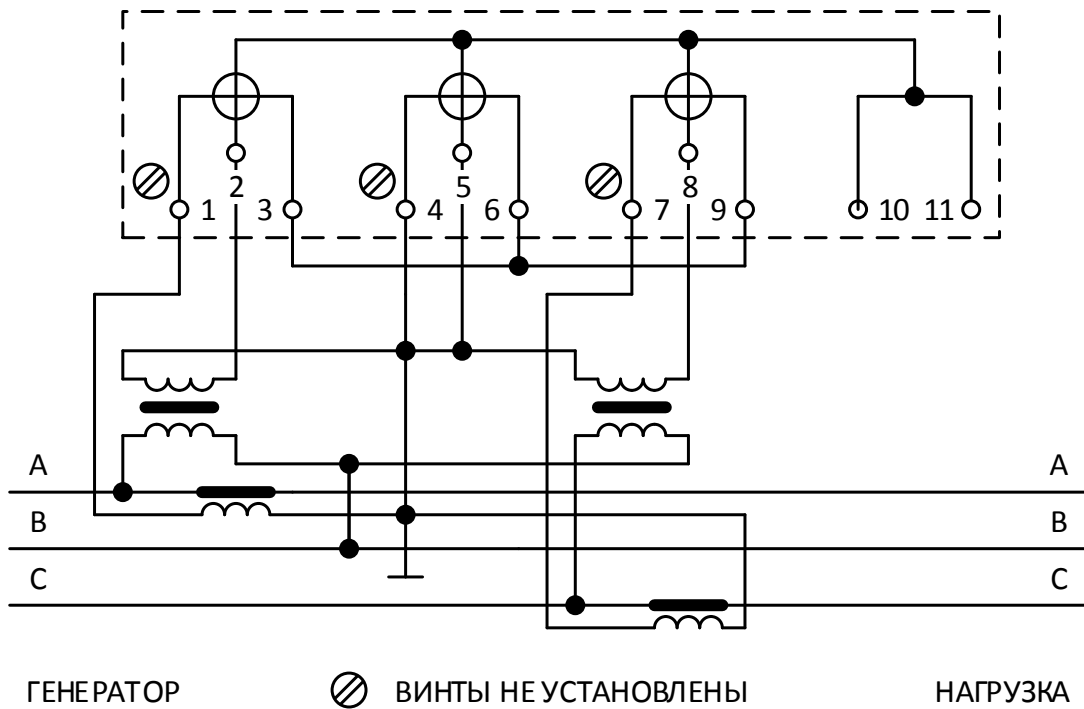 2 5 8
1 3 4 6 7 9 10 11
А А
В В
С С
ГЕНЕРАТОР ВИНТЫ НЕ УСТАНОВЛЕНЫ НАГРУЗКА